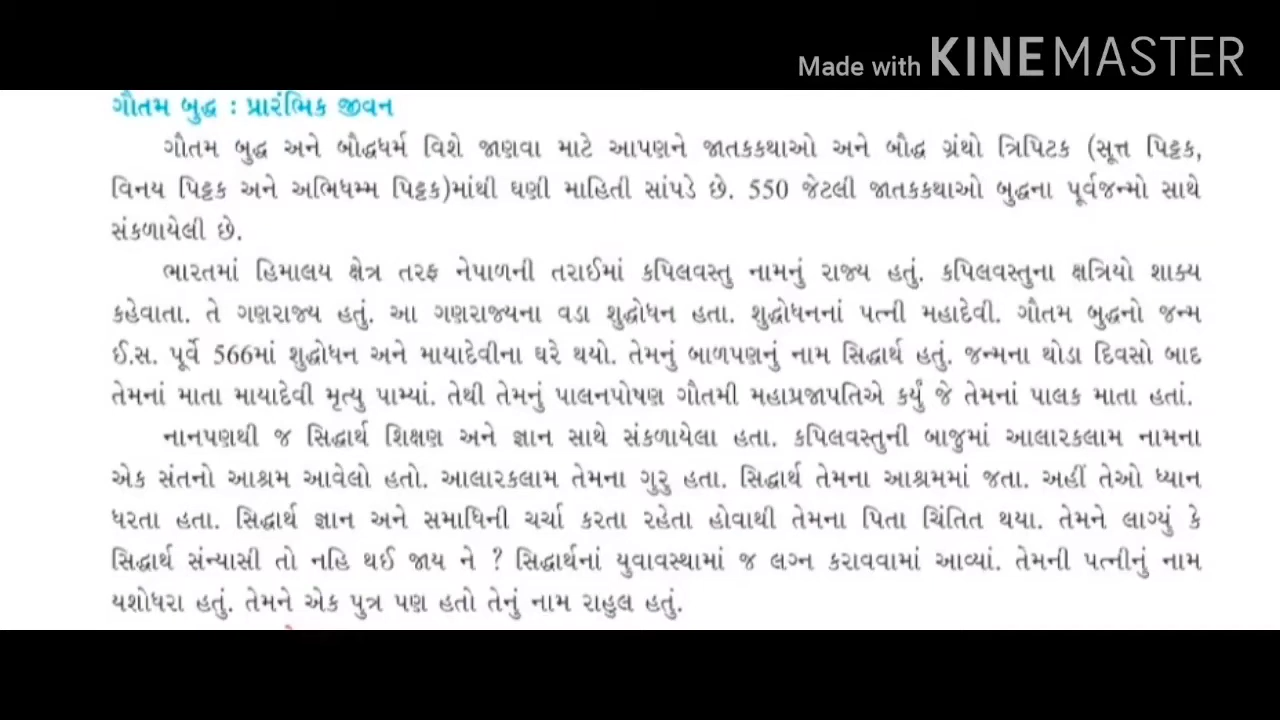 Made with KINEMASTER
ગૌતમ બુદ્ધ : પ્રારંભિક જીવન
ગૌતમ બુદ્ધ અને બૌદ્ધધર્મ વિશે જાણવા માટે આપણને જાતકકથાઓ અને બૌદ્ધ ગ્રંથો ત્રિપિટક (સૂત્ત પિટ્ટક,
વિનય પિટ્ટક અને અભિધમ્મ પિટ્ટક)માંથી ઘણી માહિતી સાંપડે છે. 550 જેટલી જાતકકથાઓ બુદ્ધના પૂર્વજન્મો સાથે
સંકળાયેલી છે.
ભારતમાં હિમાલય ક્ષેત્ર તરફ નેપાળની તરાઈમાં કપિલવસ્તુ નામનું રાજ્ય હતું. કપિલવસ્તુના ક્ષત્રિયો શાક્ય
કહેવાતા. તે ગણરાજ્ય હતું. આ ગણરાજ્યના વડા શુદ્ધોધન હતા. શુદ્ધોધનનાં પત્ની મહાદેવી. ગૌતમ બુદ્ધનો જન્મ
ઈ.સ. પૂર્વે 566માં શુદ્ધોધન અને માયાદેવીના ઘરે થયો. તેમનું બાળપણનું નામ સિદ્ધાર્થ હતું. જન્મના થોડા દિવસો બાદ
તેમનાં માતા માયાદેવી મૃત્યુ પામ્યાં. તેથી તેમનું પાલનપોષણ ગૌતમી મહાપ્રજાપતિએ કર્યું જે તેમનાં પાલક માતા હતાં.
નાનપણથી જ સિદ્ધાર્થ શિક્ષણ અને જ્ઞાન સાથે સંકળાયેલા હતા. કપિલવસ્તુની બાજુમાં આલારકલામ નામના
એક સંતનો આશ્રમ આવેલો હતો. આલારકલામ તેમના ગુરુ હતા. સિદ્ધાર્થ તેમના આશ્રમમાં જતા. અહીં તેઓ ધ્યાન
ધરતા હતા. સિદ્ધાર્થ જ્ઞાન અને સમાધિની ચર્ચા કરતા રહેતા હોવાથી તેમના પિતા ચિંતિત થયા. તેમને લાગ્યું કે
સિદ્ધાર્થ સંન્યાસી તો નહિ થઈ જાય ને ? સિદ્ધાર્થનાં યુવાવસ્થામાં જ લગ્ન કરાવવામાં આવ્યાં. તેમની પત્નીનું નામ
યશોધરા હતું. તેમને એક પુત્ર પણ હતો તેનું નામ રાહુલ હતું.